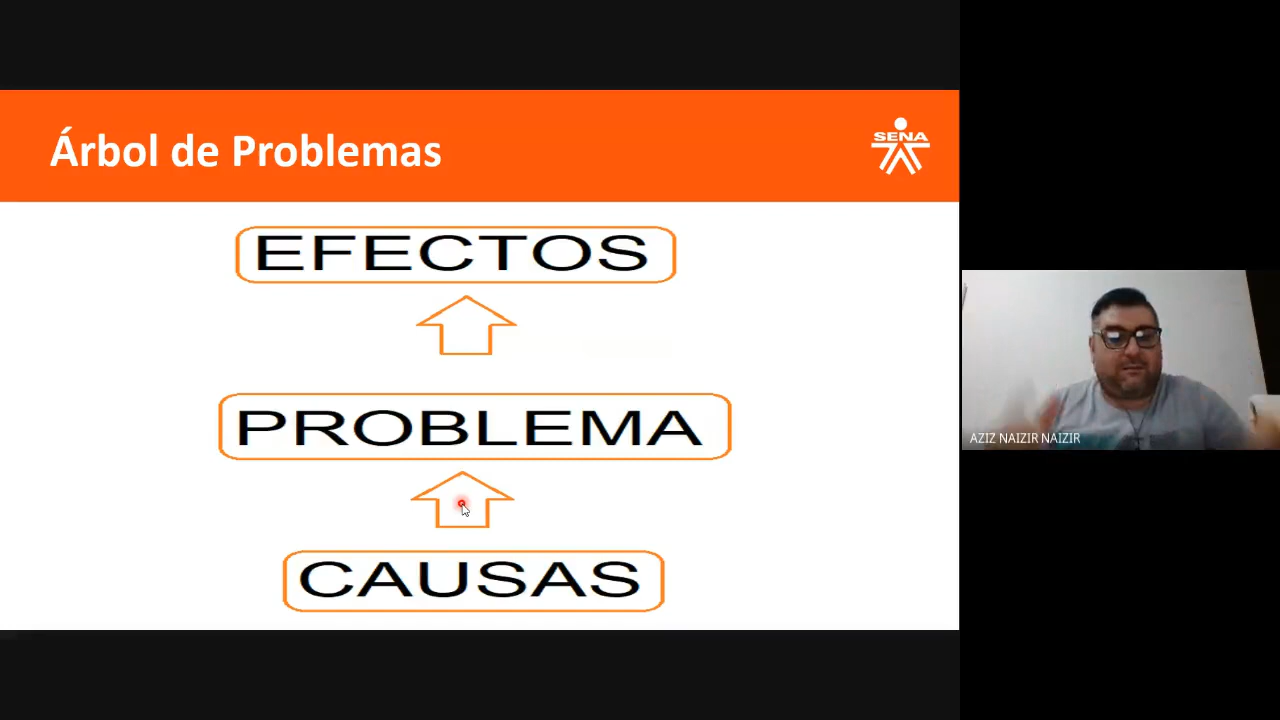 Árbol de Problemas
SENA
EFECTOS
PROBLEMA
CAUSAS
AZIZ NAIZIR NAIZIR